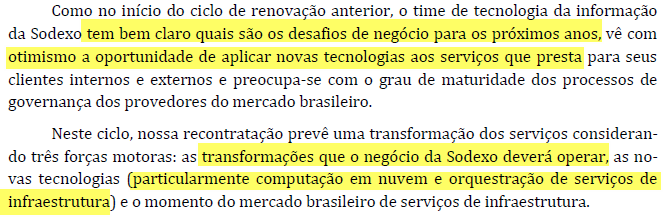 Como no início do ciclo de renovação anterior, o time de tecnologia da informação
da Sodexo tem bem claro quais são os desafios de negócio para os próximos anos, vê com
otimismo a oportunidade de aplicar novas tecnologias aos serviços que presta para seus
clientes internos e externos e preocupa-se com o grau de maturidade dos processos de
governança dos provedores do mercado brasileiro.
Neste ciclo, nossa recontratação prevê uma transformação dos serviços consideran-
do três forças motoras: as transformações que o negócio da Sodexo deverá operar, as no-
vas tecnologias (particularmente computação em nuvem e orquestração de serviços de
infraestrutura) e o momento do mercado brasileiro de serviços de infraestrutura.